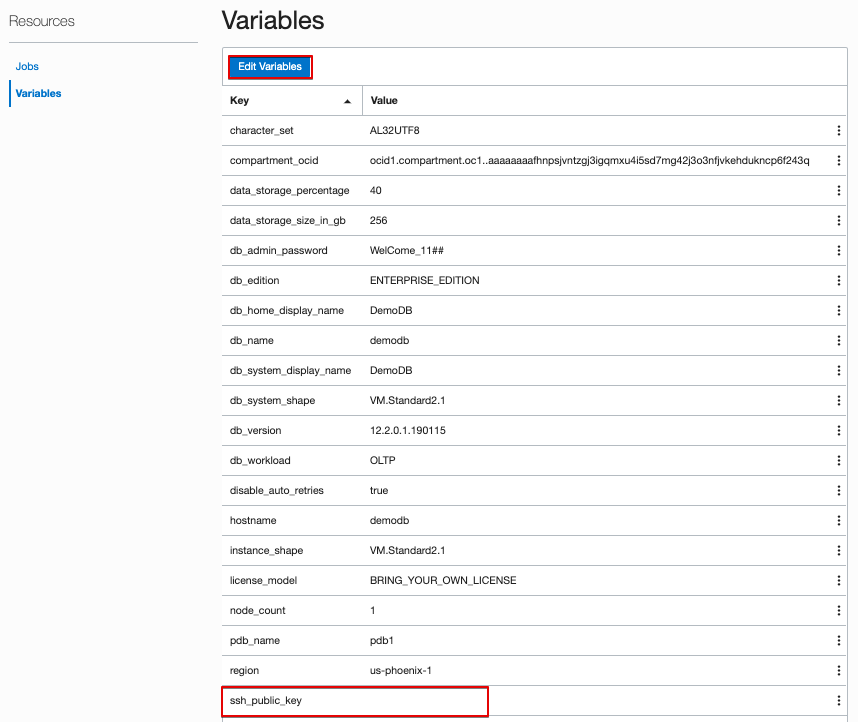 Resources
Jobs
Variables
Variables
Edit Variables
Key Value
character_set AL32UTF8
compartment_ocid ocid1.compartment.oc1..aaaaaaaafhnpsjvntzgj3igqmxu4i5sd7mg42j3o3nfjvkehdukncp6f243q
data_storage_percentage 40
data_storage_size_in_gb 256
db_admin_password WelCome_11##
db_edition ENTERPRISE_EDITION
db_home_display_name DemoDB
db_name demodb
db_system_display_name DemoDB
db_system_shape VM.Standard2.1
db_version 12.2.0.1.190115
db_workload OLTP
disable_auto_retries true
hostname demodb
instance_shape VM.Standard2.1
license_model BRING_YOUR_OWN_LICENSE
node_count 1
pdb_name pdb1
region us-phoenix-1
ssh_public_key